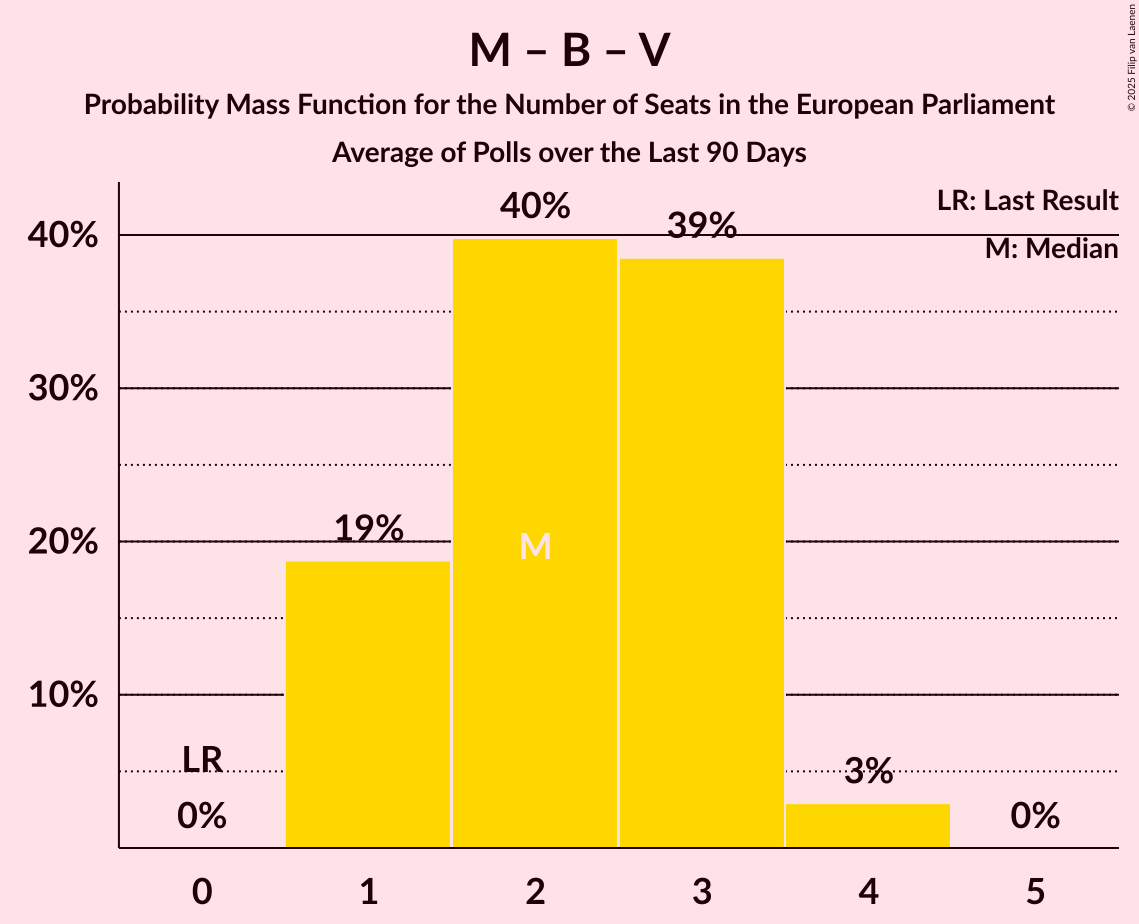 M – B – V
Probability Mass Function for the Number of Seats in the European Parliament
Average of Polls over the Last 90 Days
© 2025 Filip van Laenen
LR: Last Result
M: Median
40%
30%
20%
10%
LR
0%
19%
40%
M
39%
3%
0%
0 1 2 3 4 5